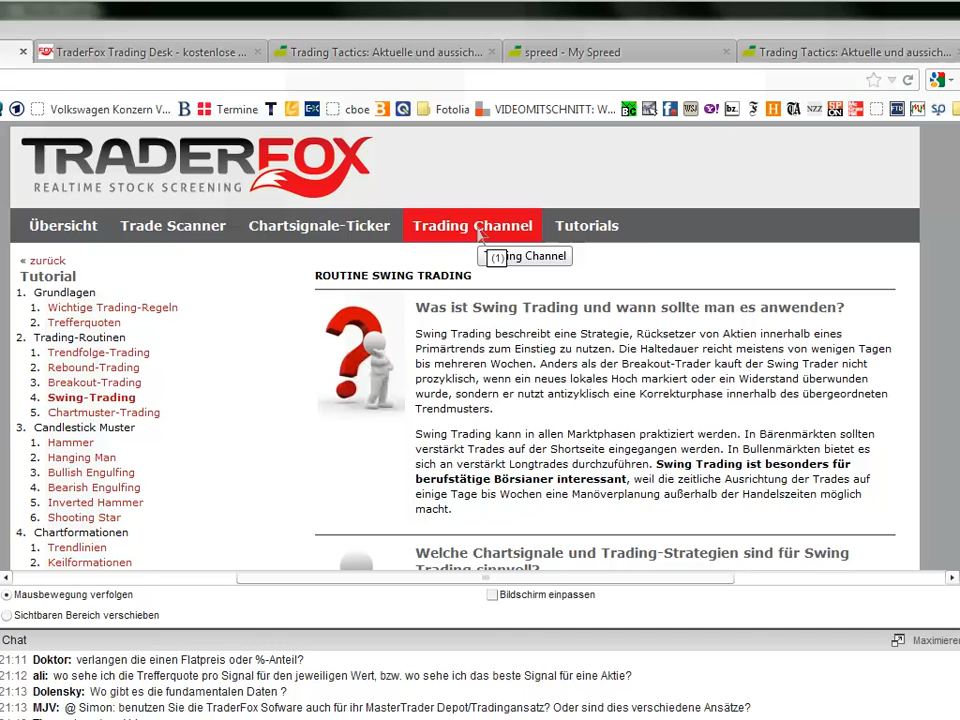 TraderFox Trading Desk - kostenlose ...
Trading Tactics: Aktuelle und aussich...
spreed - My Spreed
Trading Tactics: Aktuelle und aussich...
Volkswagen Konzern V...
Termine
cboe
Fotolia
VIDEOMITSCHNITT: W...
NZZ
FTD
TRADERFOX
REALTIME STOCK SCREENING
Übersicht
Trade Scanner
Chartsignale-Ticker
Trading Channel
Tutorials
(1)
ing Channel
« zurück
Tutorial
1. Grundlagen
1. Wichtige Trading-Regeln
2. Trefferquoten
2. Trading-Routinen
1. Trendfolge-Trading
2. Rebound-Trading
3. Breakout-Trading
4. Swing-Trading
5. Chartmuster-Trading
3. Candlestick Muster
1. Hammer
2. Hanging Man
3. Bullish Engulfing
4. Bearish Engulfing
5. Inverted Hammer
6. Shooting Star
4. Chartformationen
1. Trendlinien
2. Keilformationen
ROUTINE SWING TRADING
Was ist Swing Trading und wann sollte man es anwenden?
Swing Trading beschreibt eine Strategie, Rücksetzer von Aktien innerhalb eines
Primärtrends zum Einstieg zu nutzen. Die Haltedauer reicht meistens von wenigen Tagen
bis mehreren Wochen. Anders als der Breakout-Trader kauft der Swing Trader nicht
prozyklisch, wenn ein neues lokales Hoch markiert oder ein Widerstand überwunden
wurde, sondern er nutzt antizyklisch eine Korrekturphase innerhalb des übergeordneten
Trendmusters.
Swing Trading kann in allen Marktphasen praktiziert werden. In Bärenmärkten sollten
verstärkt Trades auf der Shortseite eingegangen werden. In Bullenmärkten bietet es
sich an verstärkt Longtrades durchzuführen. Swing Trading ist besonders für
berufstätige Börsianer interessant, weil die zeitliche Ausrichtung der Trades auf
einige Tage bis Wochen eine Manöverplanung außerhalb der Handelszeiten möglich
macht.
Welche Chartsignale und Trading-Strategien sind für Swing
Trading sinnvoll?
Mausbewegung verfolgen
Bildschirm einpassen
Sichtbaren Bereich verschieben
Chat
Maximiere
21:11 Doktor: verlangen die einen Flatpreis oder %-Anteil?
21:12 ali: wo sehe ich die Trefferquote pro Signal für den jeweiligen Wert, bzw. wo sehe ich das beste Signal für eine Aktie?
21:13 Dolensky: Wo gibt es die fundamentalen Daten ?
21:13 MJV: @ Simon: benutzen Sie die TraderFox Sofware auch für ihr MasterTrader Depot/Tradingansatz? Oder sind dies verschiedene Ansätze?